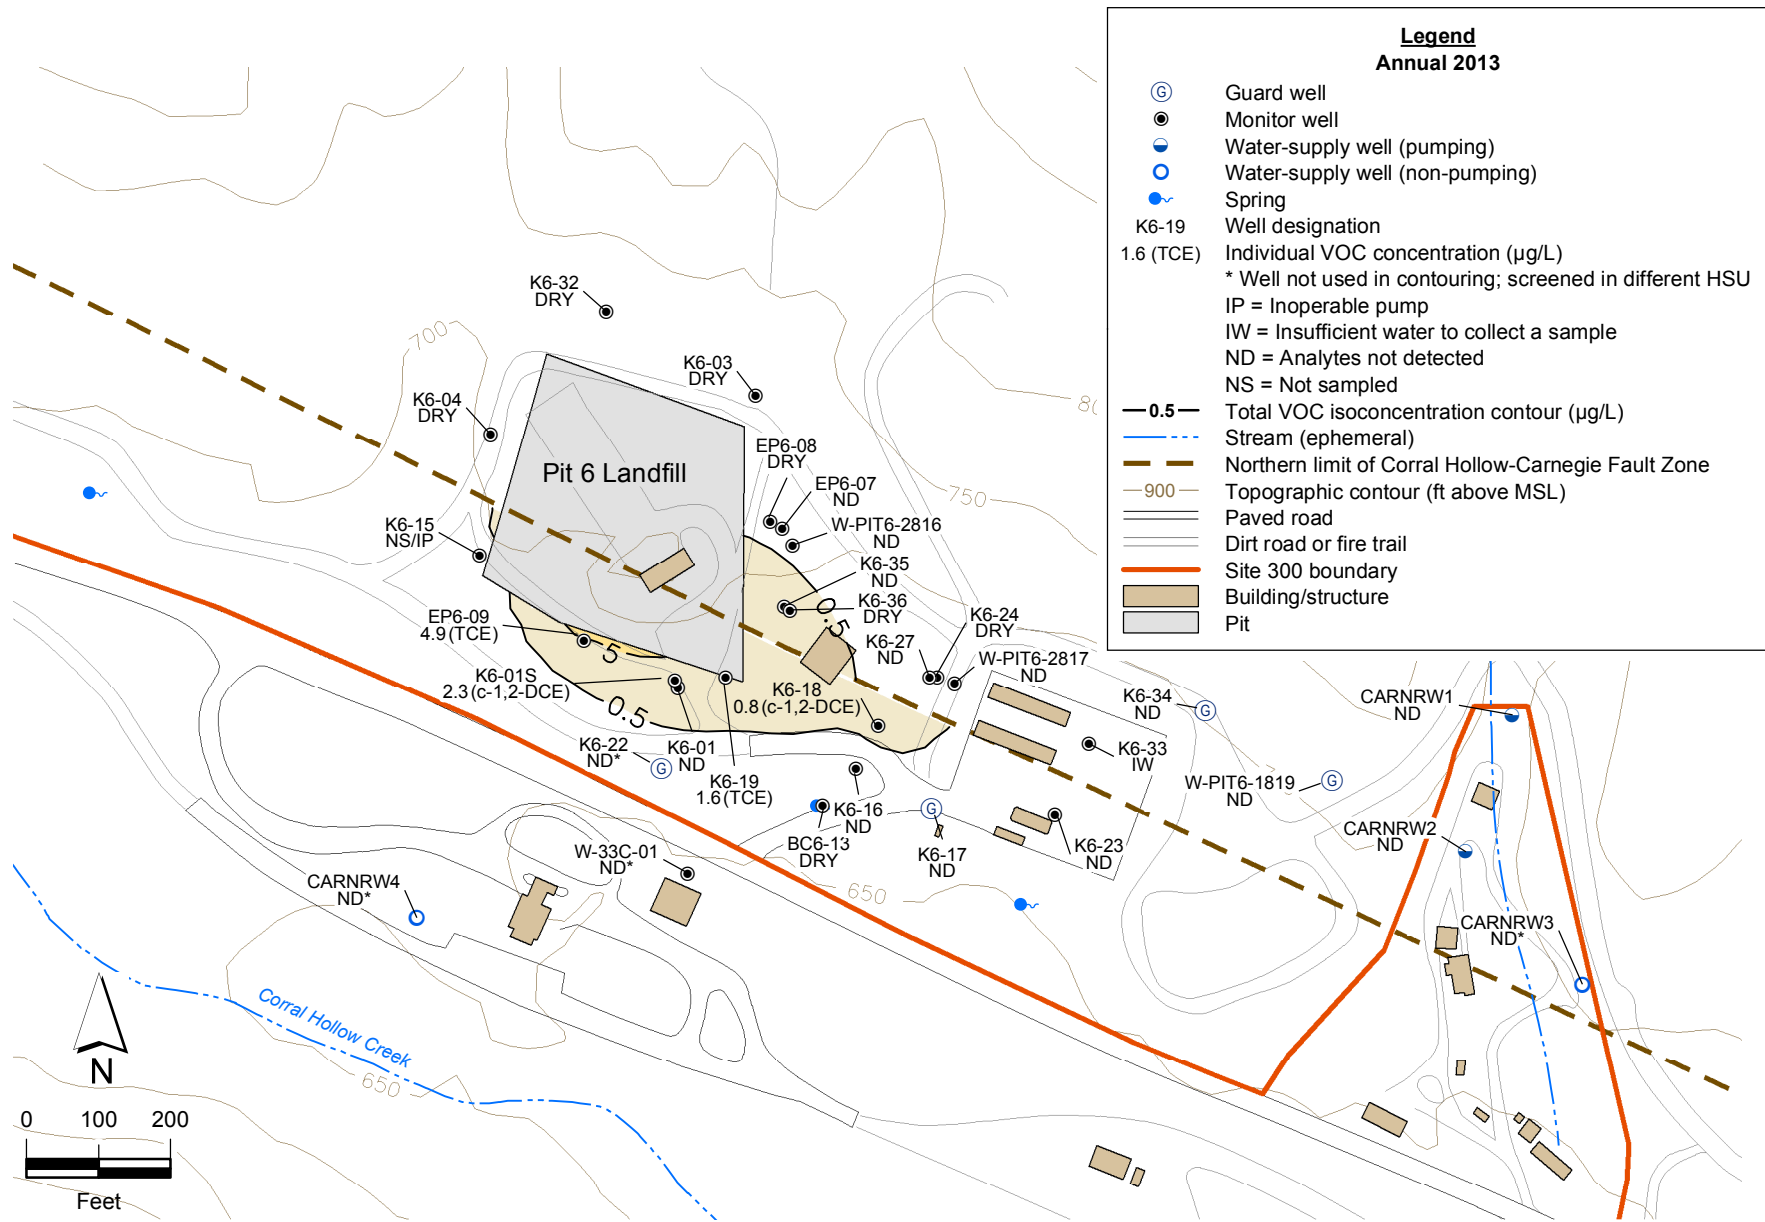 Legend
Annual 2013
G
Guard well
Monitor well
Water-supply well (pumping)
Water-supply well (non-pumping)
Spring
K6-19 Well designation
1.6 (TCE) Individual VOC concentration (µg/L)
* Well not used in contouring; screened in different HSU
IP = Inoperable pump
IW = Insufficient water to collect a sample
ND = Analytes not detected
NS = Not sampled
0.5 Total VOC isoconcentration contour (µg/L)
Stream (ephemeral)
Northern limit of Corral Hollow-Carnegie Fault Zone
900 Topographic contour (ft above MSL)
Paved road
Dirt road or fire trail
Site 300 boundary
Building/structure
Pit
K6-32
DRY
700
K6-03
DRY
K6-04
DRY
80
EP6-08
DRY
Pit 6 Landfill
EP6-07
ND
750
W-PIT6-2816
ND
K6-15
NS/IP
K6-35
ND
K6-36
DRY
0.5
EP6-09
4.9 (TCE)
5
K6-24
DRY
K6-27
ND
W-PIT6-2817
ND
K6-01S
2.3 (c-1,2-DCE)
K6-18
0.8 (c-1,2-DCE)
0.5
K6-34
ND
G
CARNRW1
ND
K6-22
ND*
G
K6-01
ND
K6-33
IW
K6-19
1.6 (TCE)
W-PIT6-1819
ND
G
K6-16
ND
G
BC6-13
DRY
K6-17
ND
K6-23
ND
CARNRW2
ND
W-33C-01
ND*
CARNRW4
ND*
650
CARNRW3
ND*
Corral Hollow Creek
650
N
0 100 200
Feet